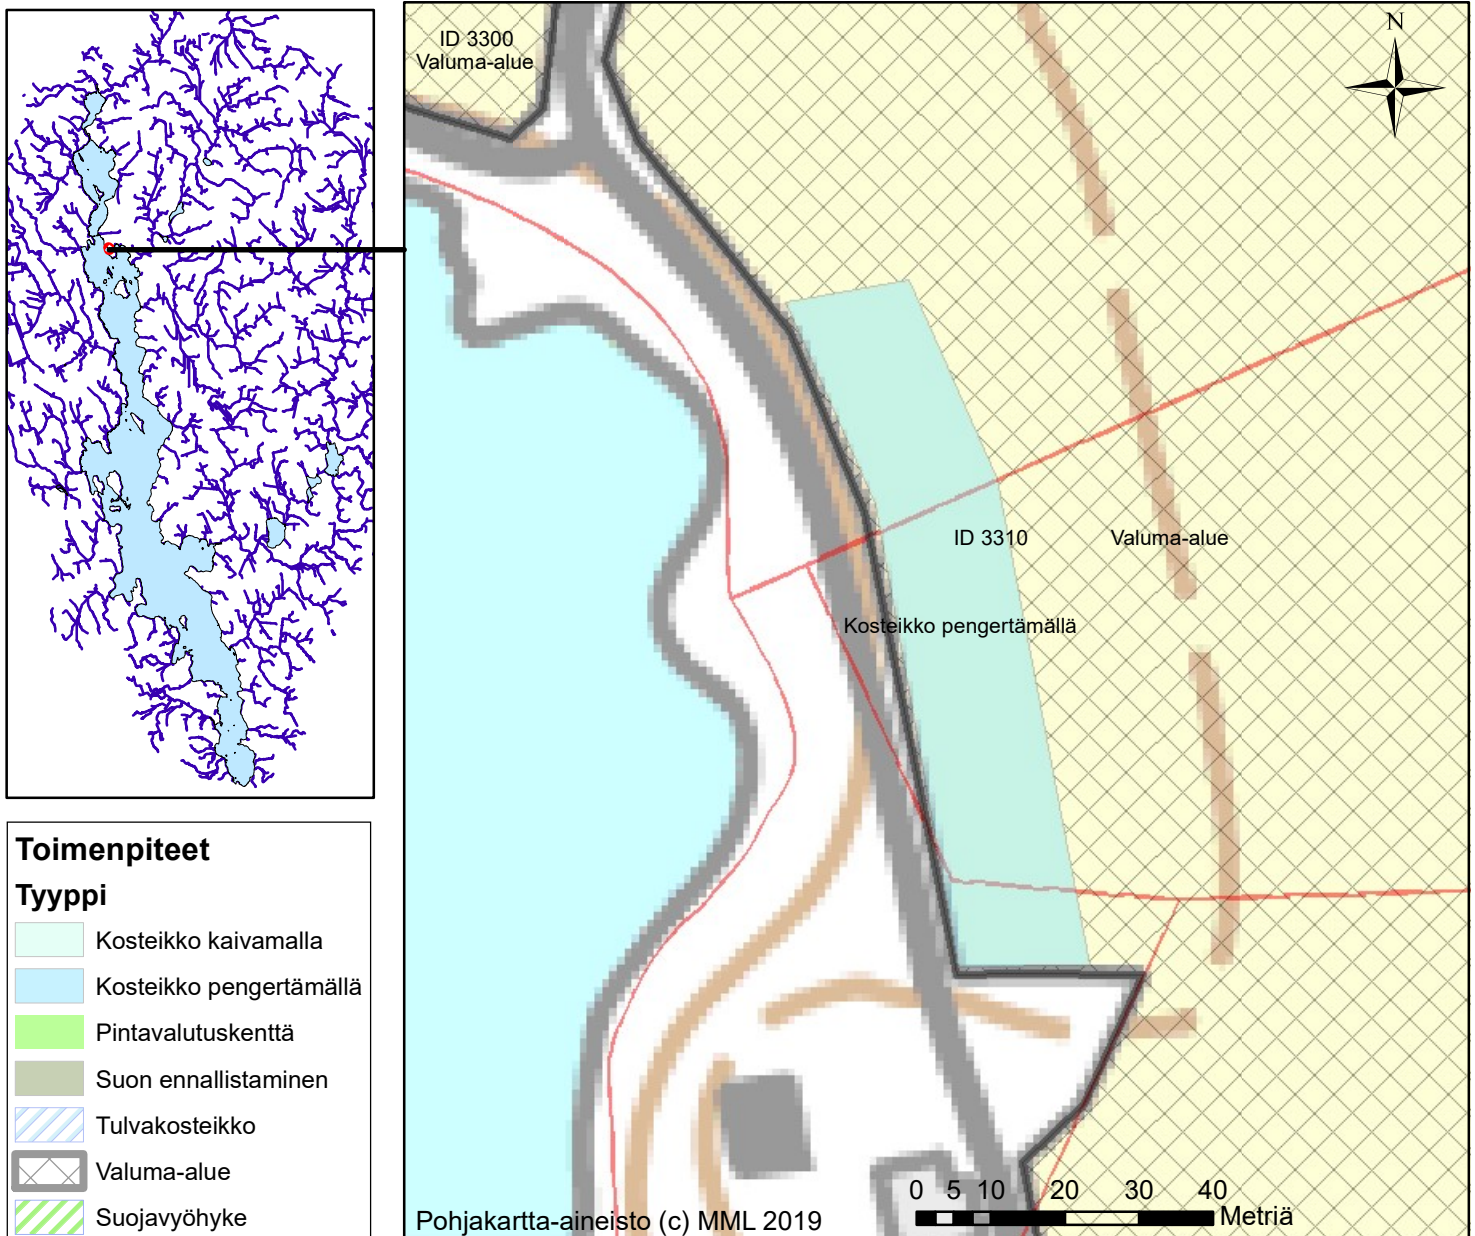 ID 3300
Valuma-alue
N
ID 3310
Valuma-alue
Kosteikko pengertämällä
Toimenpiteet
Tyyppi
Kosteikko kaivamalla
Kosteikko pengertämällä
Pintavalutuskenttä
Suon ennallistaminen
Tulvakosteikko
Valuma-alue
Suojavyöhyke
0 5 10 20 30 40
Metriä
Pohjakartta-aineisto (c) MML 2019